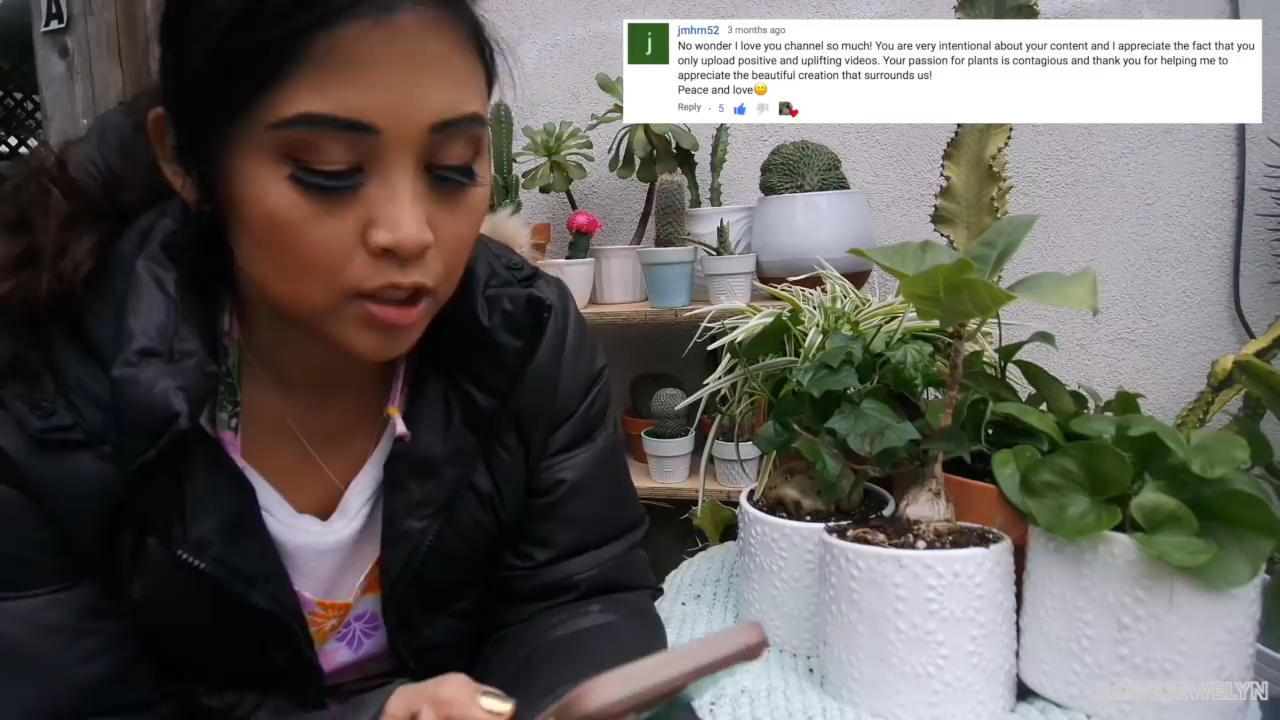 A
jmhrn52 3 months ago
j
No wonder I love you channel so much! You are very intentional about your content and I appreciate the fact that you
only upload positive and uplifting videos. Your passion for plants is contagious and thank you for helping me to
appreciate the beautiful creation that surrounds us!
Peace and love🙂
Reply · 5